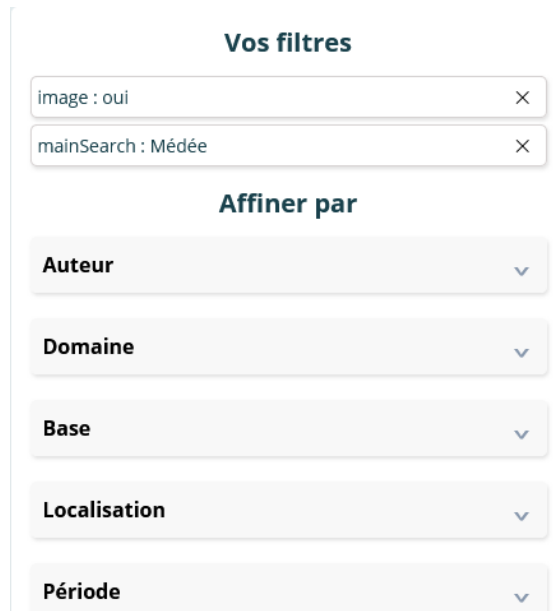 Vos filtres
image : oui
mainSearch : Médée
Affiner par
Auteur
Domaine
Base
Localisation
Période